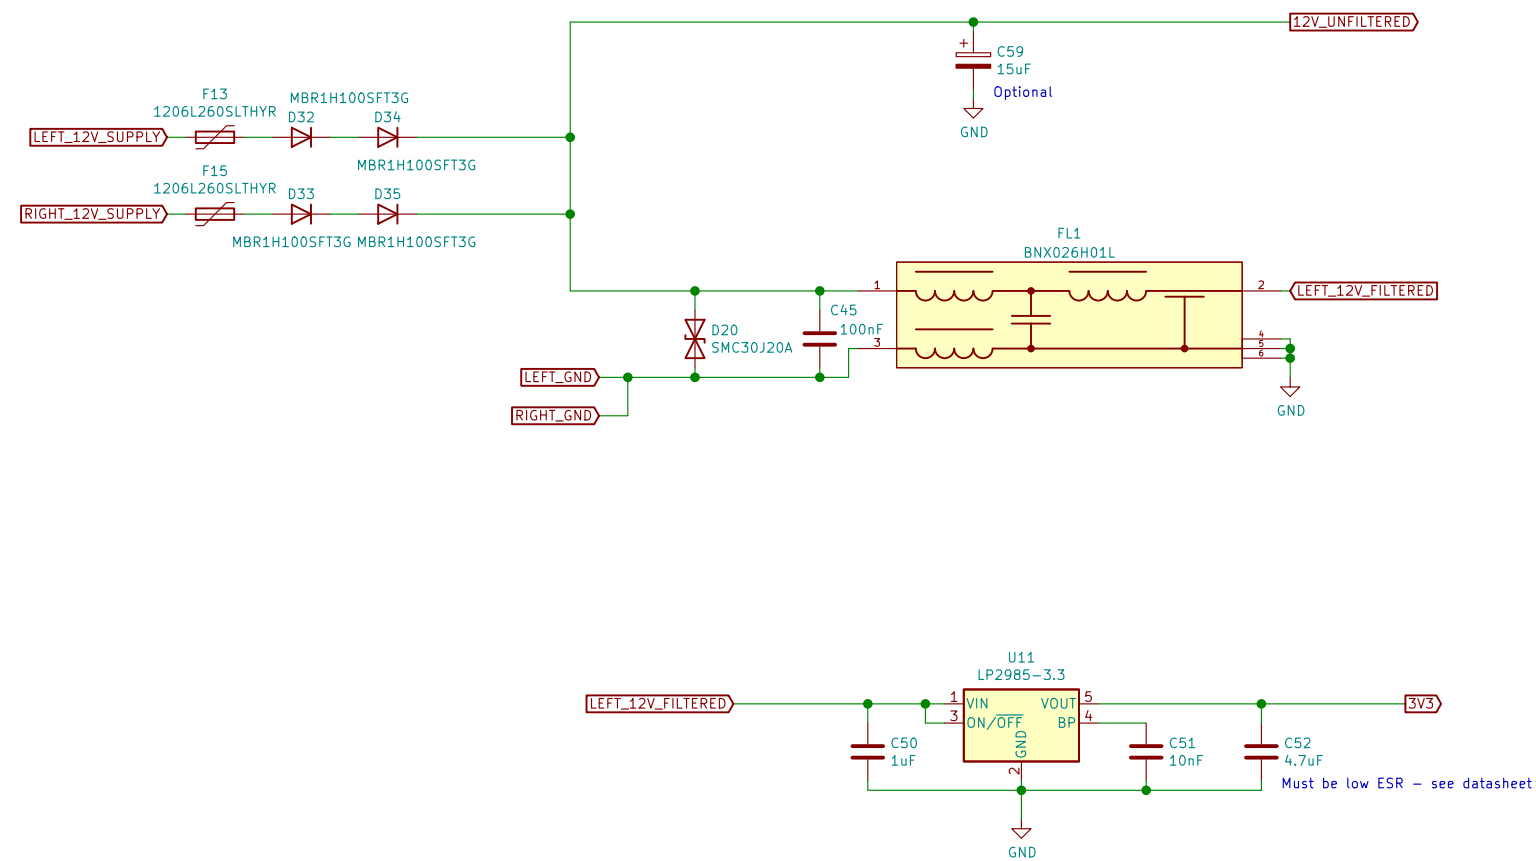 12V_UNFILTERED
C59
15uF
Optional
GND
F13
1206L260SLTHYR
MBR1H100SFT3G
D32
D34
LEFT_12V_SUPPLY
MBR1H100SFT3G
F15
1206L260SLTHYR
D33
D35
RIGHT_12V_SUPPLY
MBR1H100SFT3G
MBR1H100SFT3G
FL1
BNX026H01L
1
2
LEFT_12V_FILTERED
C45
100nF
D20
SMC30J20A
3
4
5
6
LEFT_GND
RIGHT_GND
GND
U11
LP2985-3.3
LEFT_12V_FILTERED
1
VIN
VOUT
5
3V3
3
ON/OFF
BP
4
GND
2
C50
1uF
C51
10nF
C52
4.7uF
Must be low ESR - see datasheet
GND